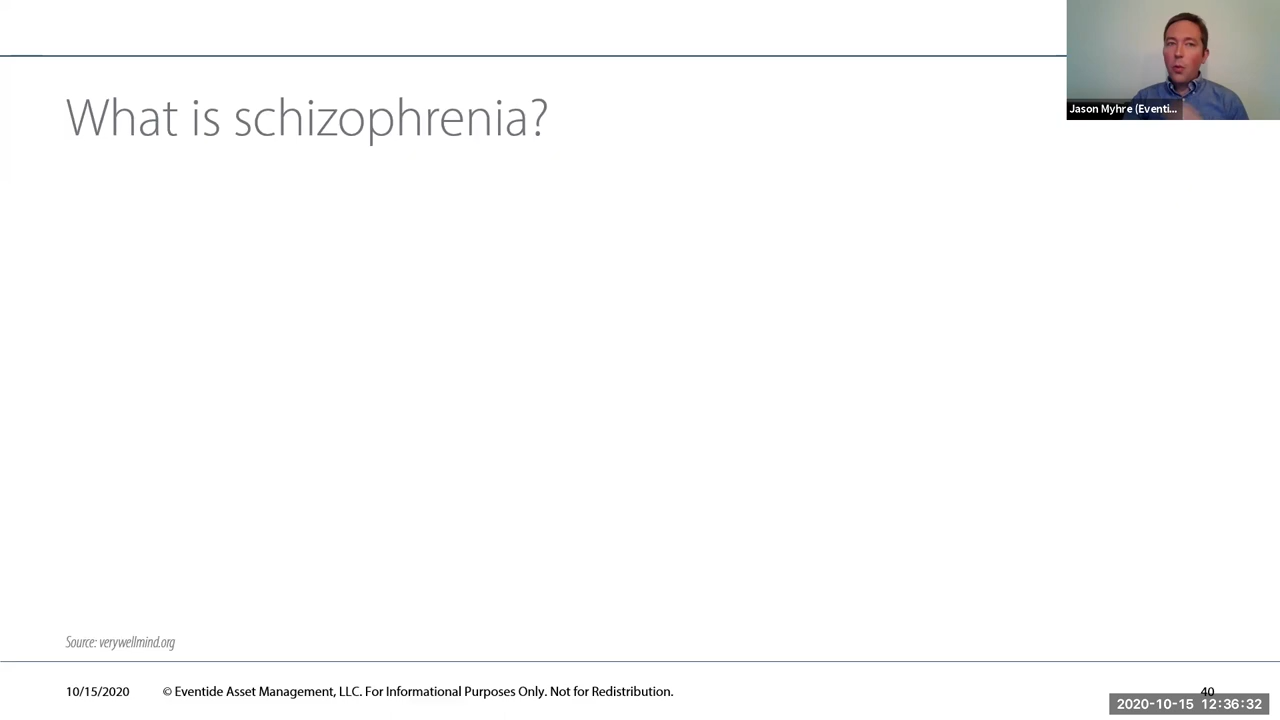 What is schizophrenia?
Jason Myhre (Eventi...
Source: verywellmind.org
10/15/2020
© Eventide Asset Management, LLC. For Informational Purposes Only. Not for Redistribution.
40
2020-10-15 12:36:32